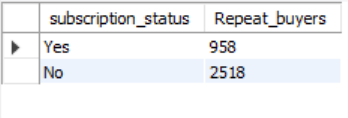 subscription_status Repeat_buyers
Yes 958
No 2518